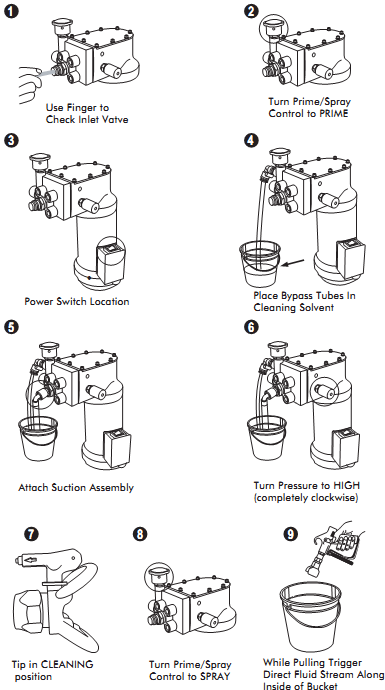 1
Use Finger to
Check Inlet Vatve
2
Turn Prime/Spray
Control to PRIME
3
Power Switch Location
4
Place Bypass Tubes In
Cleaning Solvent
5
Attach Suction Assembly
6
Turn Pressure to HIGH
(completely clockwise)
7
Tip in CLEANING
position
8
Turn Prime/Spray
Control to SPRAY
9
While Pulling Trigger
Direct Fluid Stream Along
Inside of Bucket